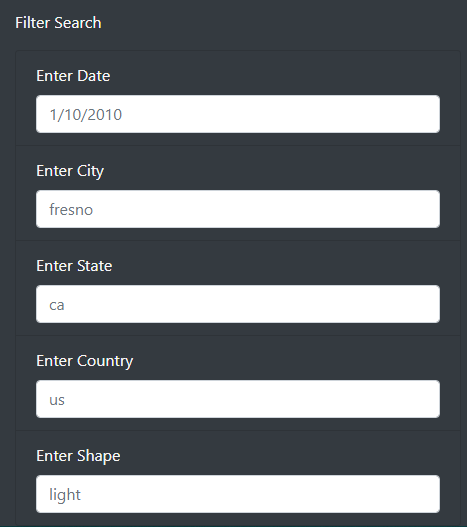 Filter Search
Enter Date
1/10/2010
Enter City
fresno
Enter State
ca
Enter Country
us
Enter Shape
light